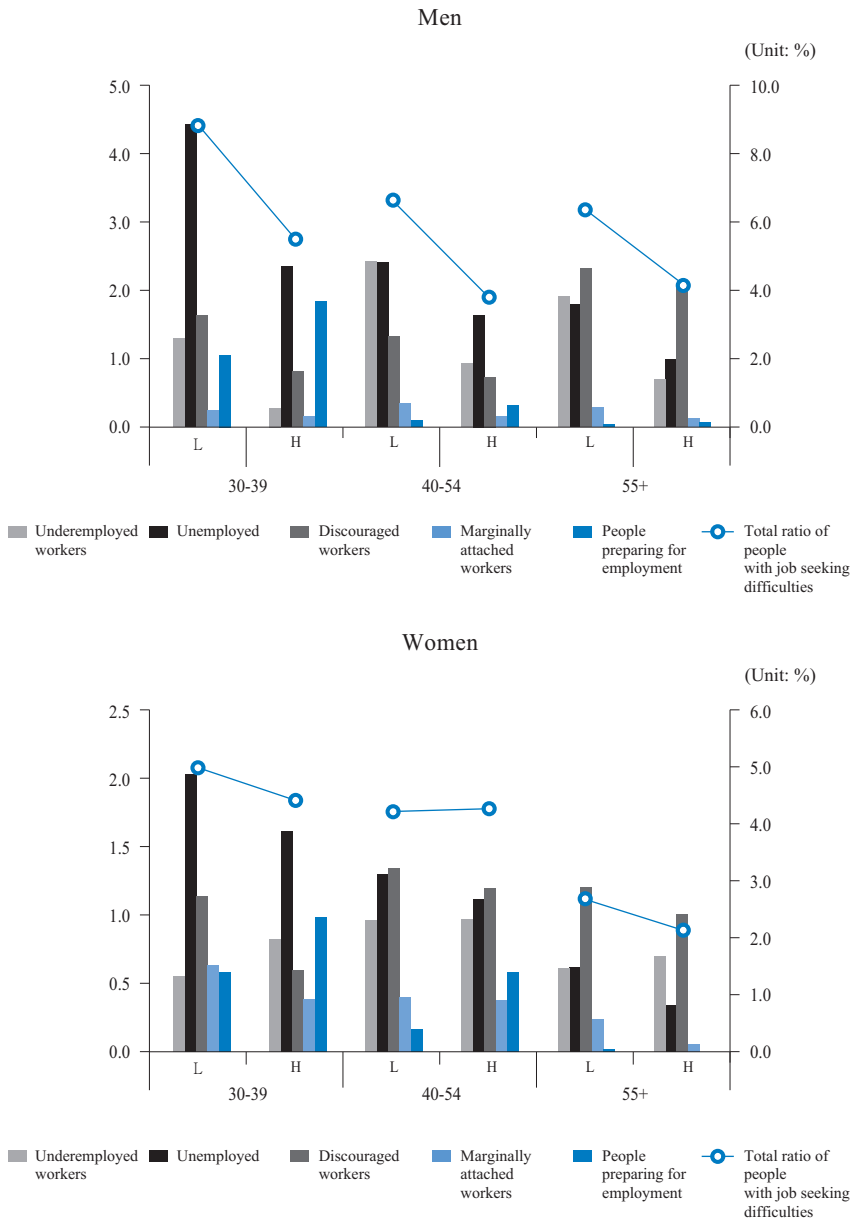 Men
(Unit: %)
5.0 10.0
4.0 8.0
3.0 6.0
2.0 4.0
1.0 2.0
0.0 0.0
L H L H L H
30-39 40-54 55+
Underemployed workers
Unemployed
Discouraged workers
Marginally attached workers
People preparing for employment
Total ratio of people with job seeking difficulties
Women
(Unit: %)
2.5 6.0
2.0 5.0
1.5 4.0
1.0 3.0
0.5 2.0
0.0 1.0
0.0
L H L H L H
30-39 40-54 55+
Underemployed workers
Unemployed
Discouraged workers
Marginally attached workers
People preparing for employment
Total ratio of people with job seeking difficulties